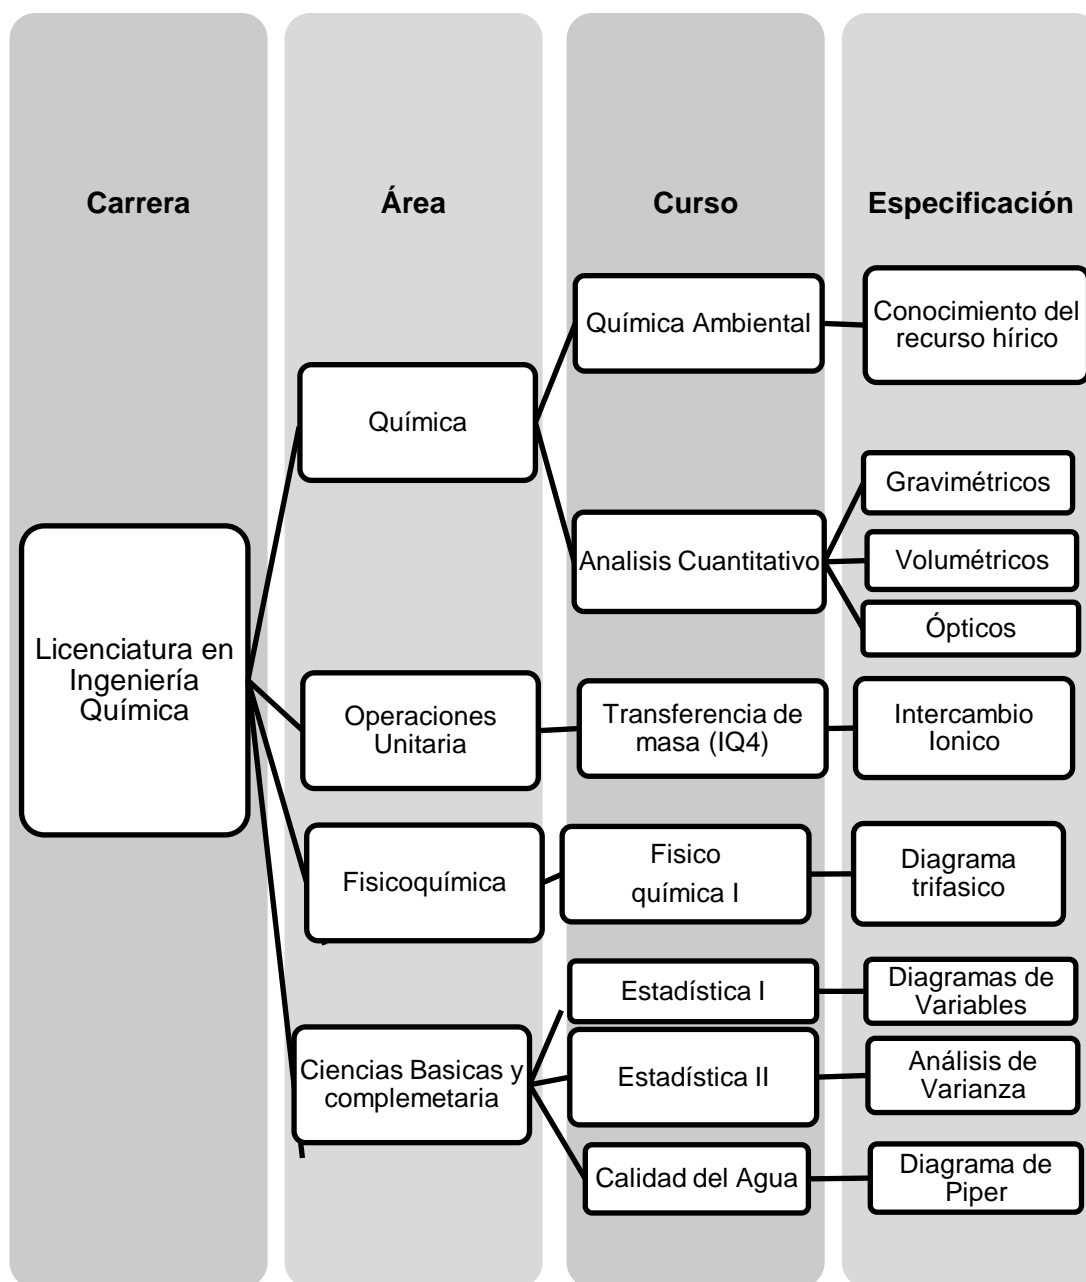 Carrera
Área
Curso
Especificación
Licenciatura en
Ingeniería
Química
Química
Química Ambiental
Conocimiento del
recurso hírico
Analisis Cuantitativo
Gravimétricos
Volumétricos
Ópticos
Operaciones
Unitaria
Transferencia de
masa (IQ4)
Intercambio
Ionico
Fisicoquímica
Fisico
química I
Diagrama
trifasico
Ciencias Basicas y
complemetaria
Estadística I
Diagramas de
Variables
Estadística II
Análisis de
Varianza
Calidad del Agua
Diagrama de
Piper